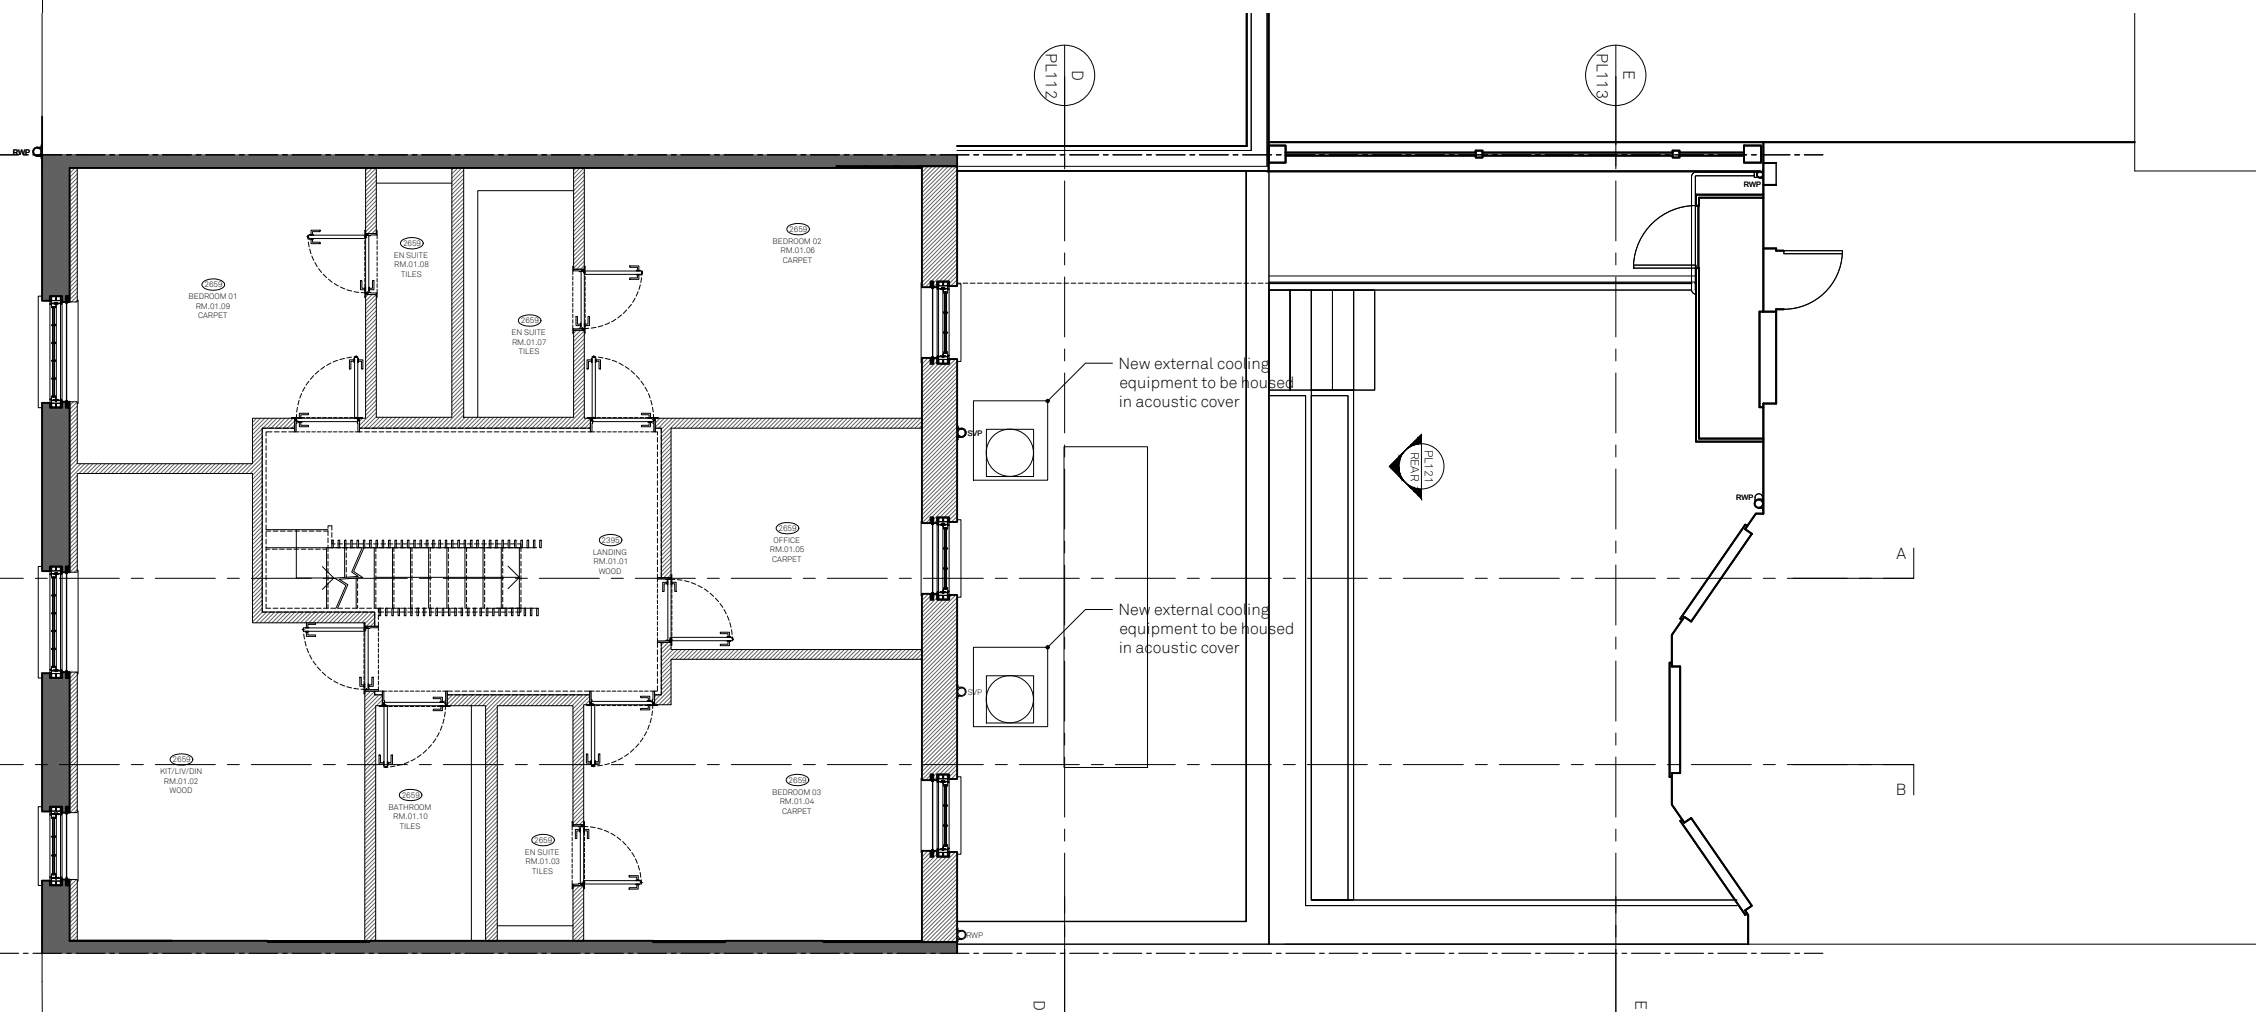 D
PL112
E
PL113
RWP
RWP
2659
BEDROOM 01
RM.01.09
CARPET
2659
EN SUITE
RM.01.08
TILES
2659
EN SUITE
RM.01.07
TILES
2659
BEDROOM 02
RM.01.06
CARPET
New external cooling
equipment to be housed
in acoustic cover
SVP
PL121
REAR
RWP
2395
LANDING
RM.01.01
WOOD
2659
OFFICE
RM.01.05
CARPET
A
New external cooling
equipment to be housed
in acoustic cover
SVP
2659
KIT/LIV/DIN
RM.01.02
WOOD
2659
BATHROOM
RM.01.10
TILES
2659
EN SUITE
RM.01.03
TILES
2659
BEDROOM 03
RM.01.04
CARPET
B
RWP
D
E